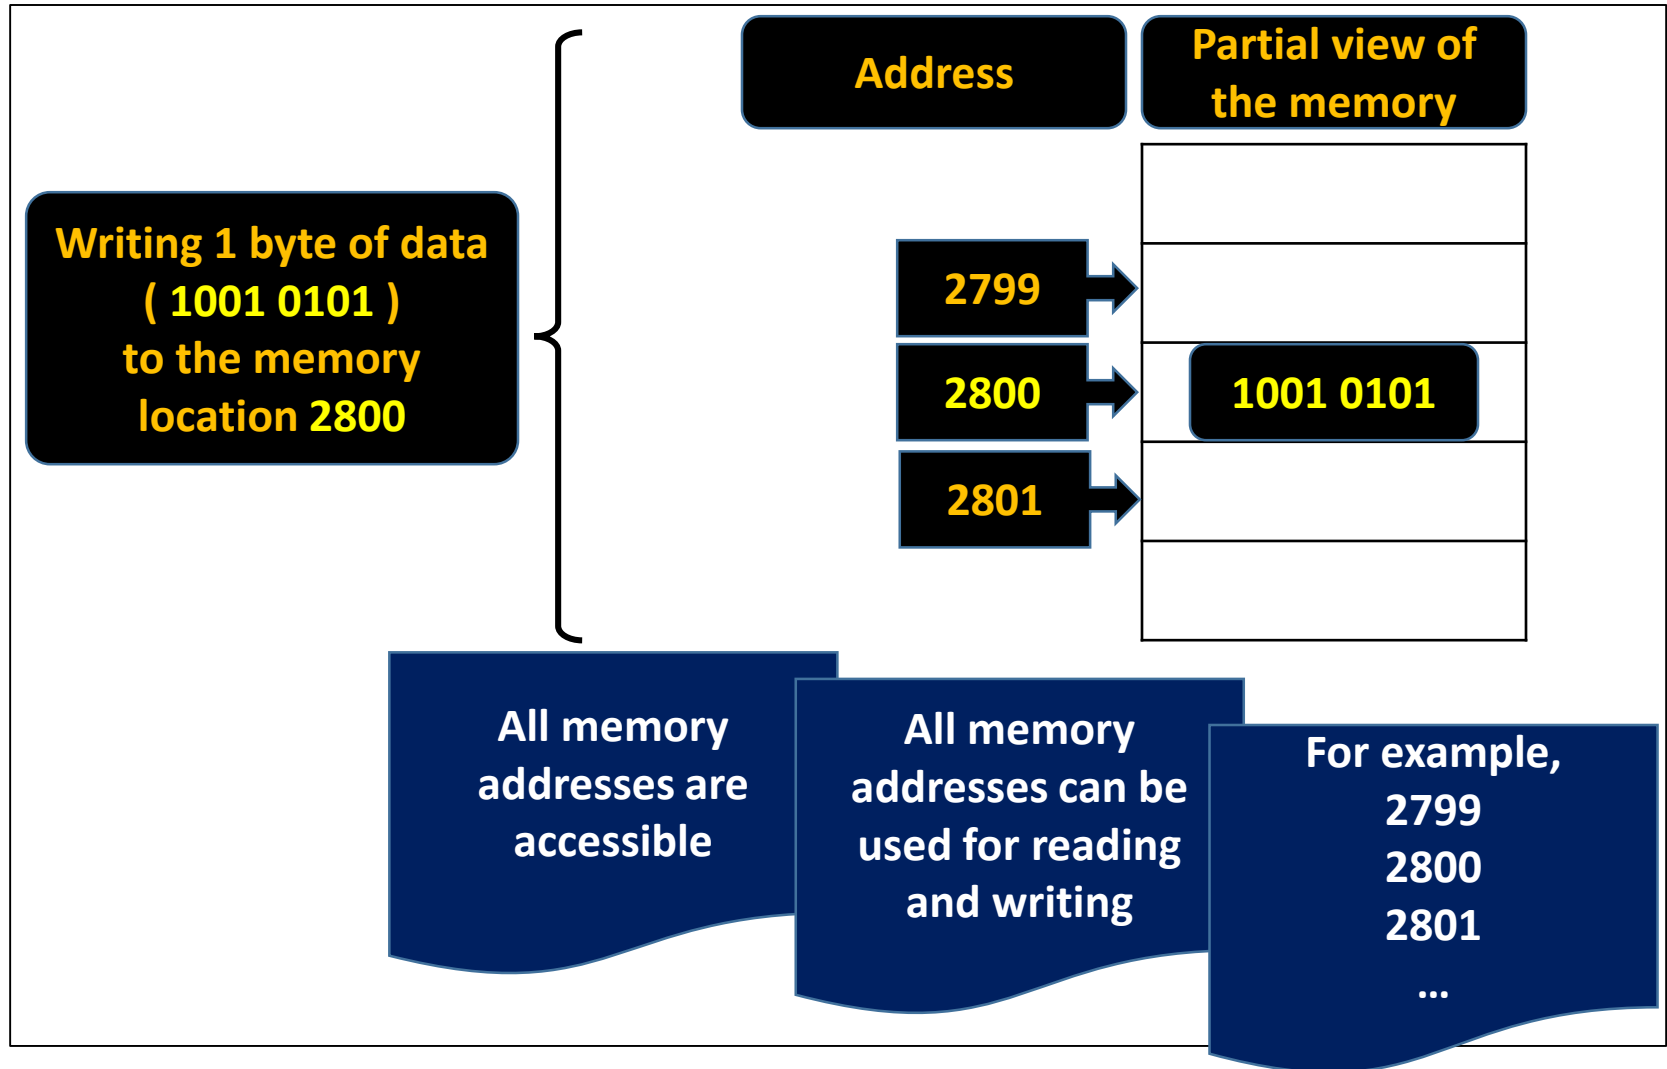 Address
Partial view of
the memory
Writing 1 byte of data
( 1001 0101 )
to the memory
location 2800
2799
2800
1001 0101
2801
All memory
addresses are
accessible
All memory
addresses can be
used for reading
and writing
For example,
2799
2800
2801
...